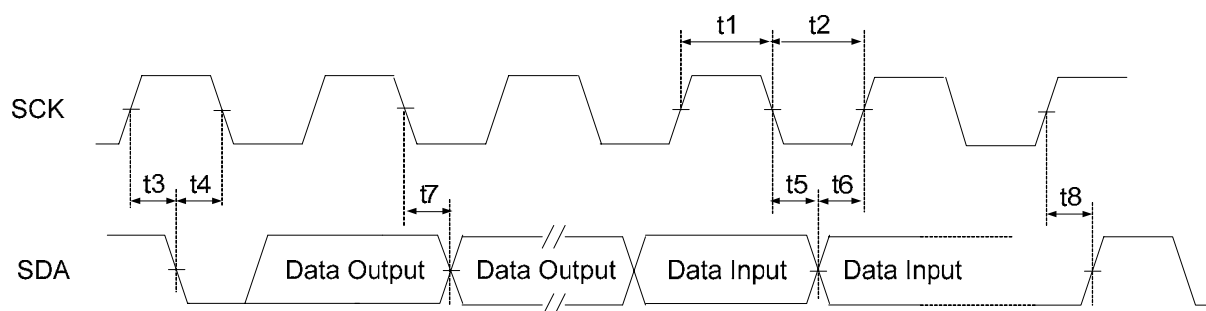 t1 t2
SCK
t3 t4 t7 t5 t6 t8
SDA Data Output Data Output Data Input Data Input